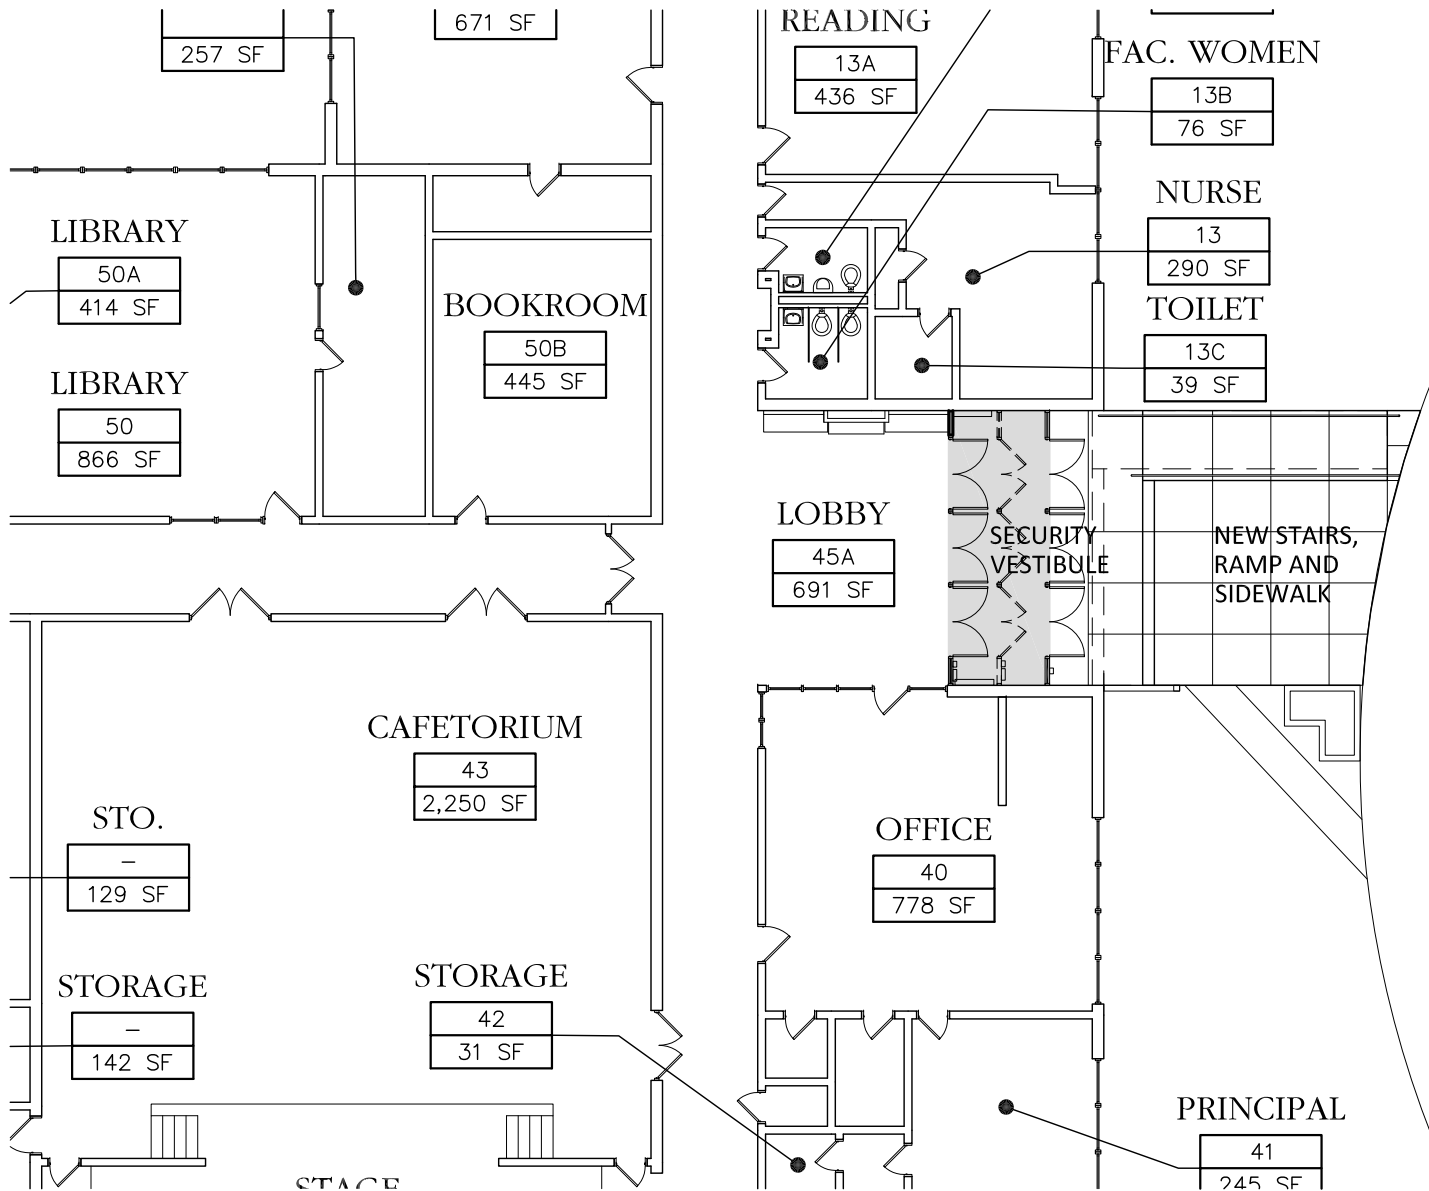 257 SF
671 SF
READING
13A
436 SF
FAC. WOMEN
13B
76 SF
NURSE
13
290 SF
TOILET
13C
39 SF
LIBRARY
50A
414 SF
BOOKROOM
50B
445 SF
LIBRARY
50
866 SF
LOBBY
45A
691 SF
SECURITY
VESTIBULE
NEW STAIRS,
RAMP AND
SIDEWALK
CAFETORIUM
43
2,250 SF
STO.
–
129 SF
OFFICE
40
778 SF
STORAGE
–
142 SF
STORAGE
42
31 SF
PRINCIPAL
41
245 SF
STAGE